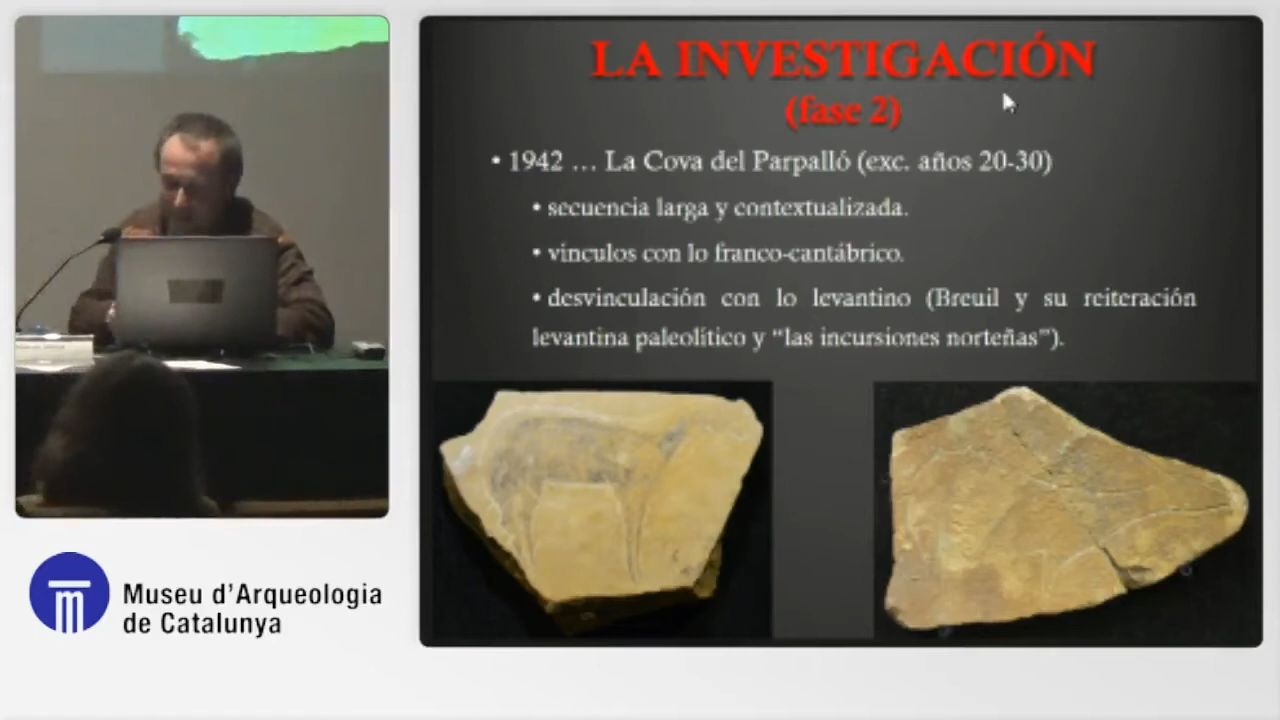 LA INVESTIGACIÓN
(fase 2)
• 1942 … La Cova del Parpalló (exc. años 20-30)
• secuencia larga y contextualizada.
• vinculos con lo franco-cantábrico.
• desvinculación con lo levantino (Breuil y su reiteración
levantina paleolítico y “las incursiones norteñas”).
Museu d’Arqueologia
de Catalunya